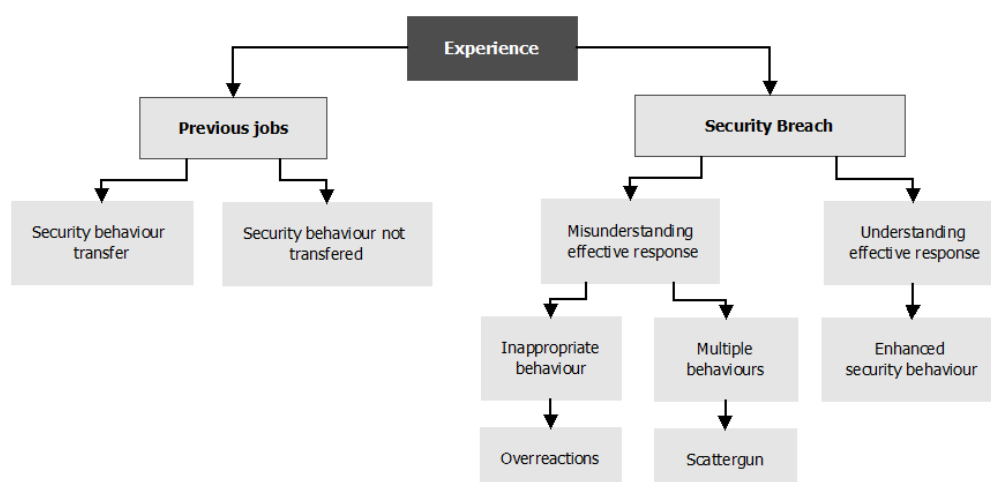 Experience
Previous jobs
Security Breach
Security behaviour
transfer
Security behaviour not
transfered
Misunderstanding
effective response
Understanding
effective response
Inappropriate
behaviour
Multiple
behaviours
Enhanced
security behaviour
Overreactions
Scattergun